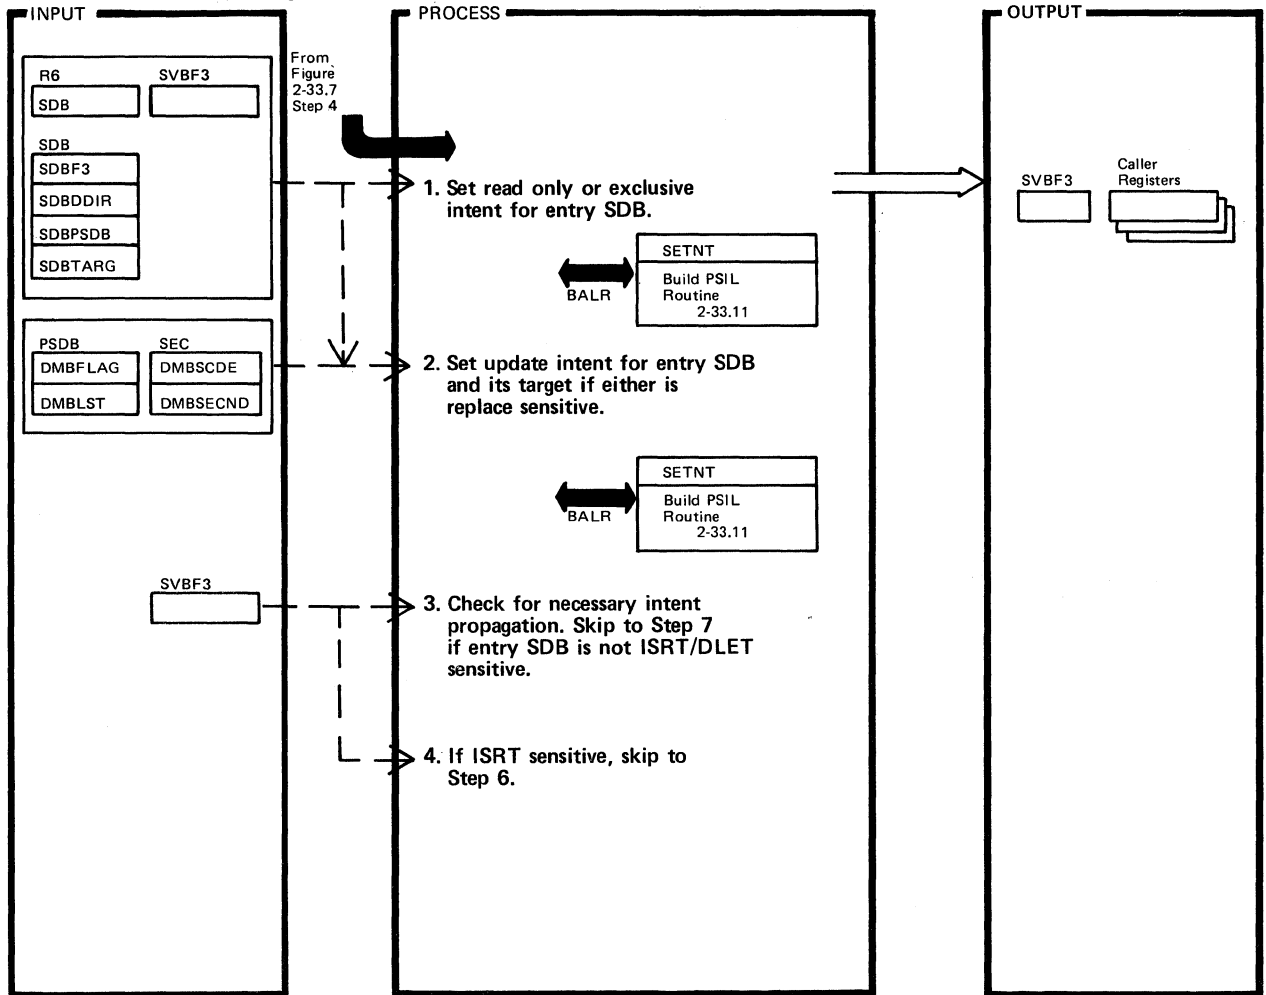 INPUT
PROCESS
OUTPUT
R6
SVBF3
SDB
SDB
SDBF3
SDBDDIR
SDBPSDB
SDBTARG
From
Figure
2-33.7
Step 4
1. Set read only or exclusive
intent for entry SDB.
SETNT
Build PSIL
Routine
2-33.11
BALR
SVBF3
Caller
Registers
PSDB
SEC
DMBFLAG
DMBSCDE
DMBLST
DMBSECND
2. Set update intent for entry SDB
and its target if either is
replace sensitive.
SETNT
Build PSIL
Routine
2-33.11
BALR
SVBF3
3. Check for necessary intent
propagation. Skip to Step 7
if entry SDB is not ISRT/DLET
sensitive.
4. If ISRT sensitive, skip to
Step 6.